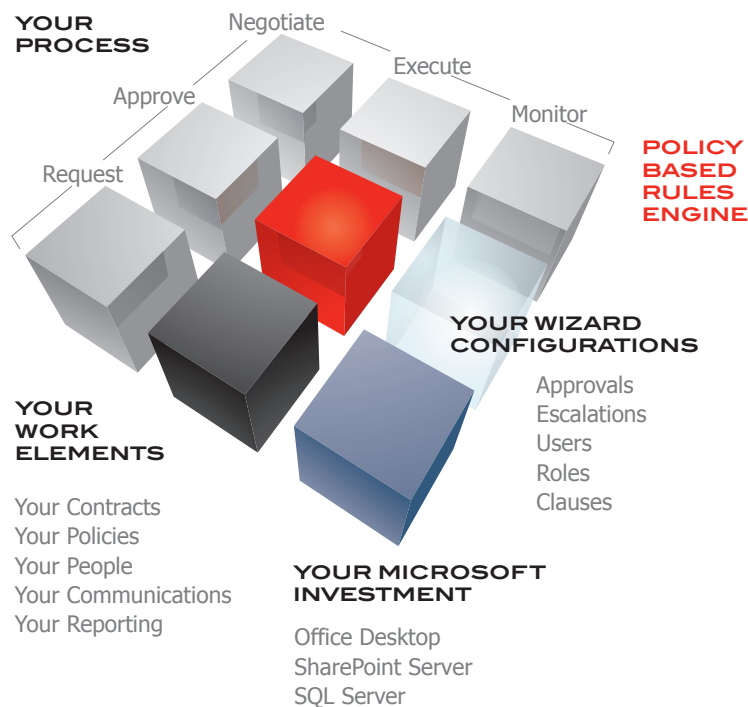 YOUR
PROCESS
Negotiate
Execute
Approve
Monitor
Request
POLICY
BASED
RULES
ENGINE
YOUR WIZARD
CONFIGURATIONS
Approvals
Escalations
Users
Roles
Clauses
YOUR
WORK
ELEMENTS
Your Contracts
Your Policies
Your People
Your Communications
Your Reporting
YOUR MICROSOFT
INVESTMENT
Office Desktop
SharePoint Server
SQL Server